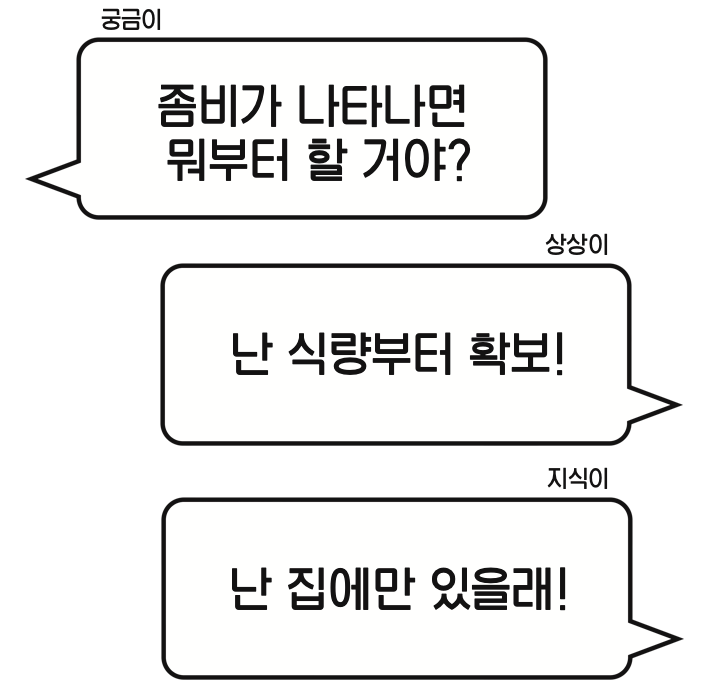 궁금이
좀비가 나타나면
뭐부터 할 거야?
상상이
난 식량부터 확보!
지식이
난 집에만 있을래!